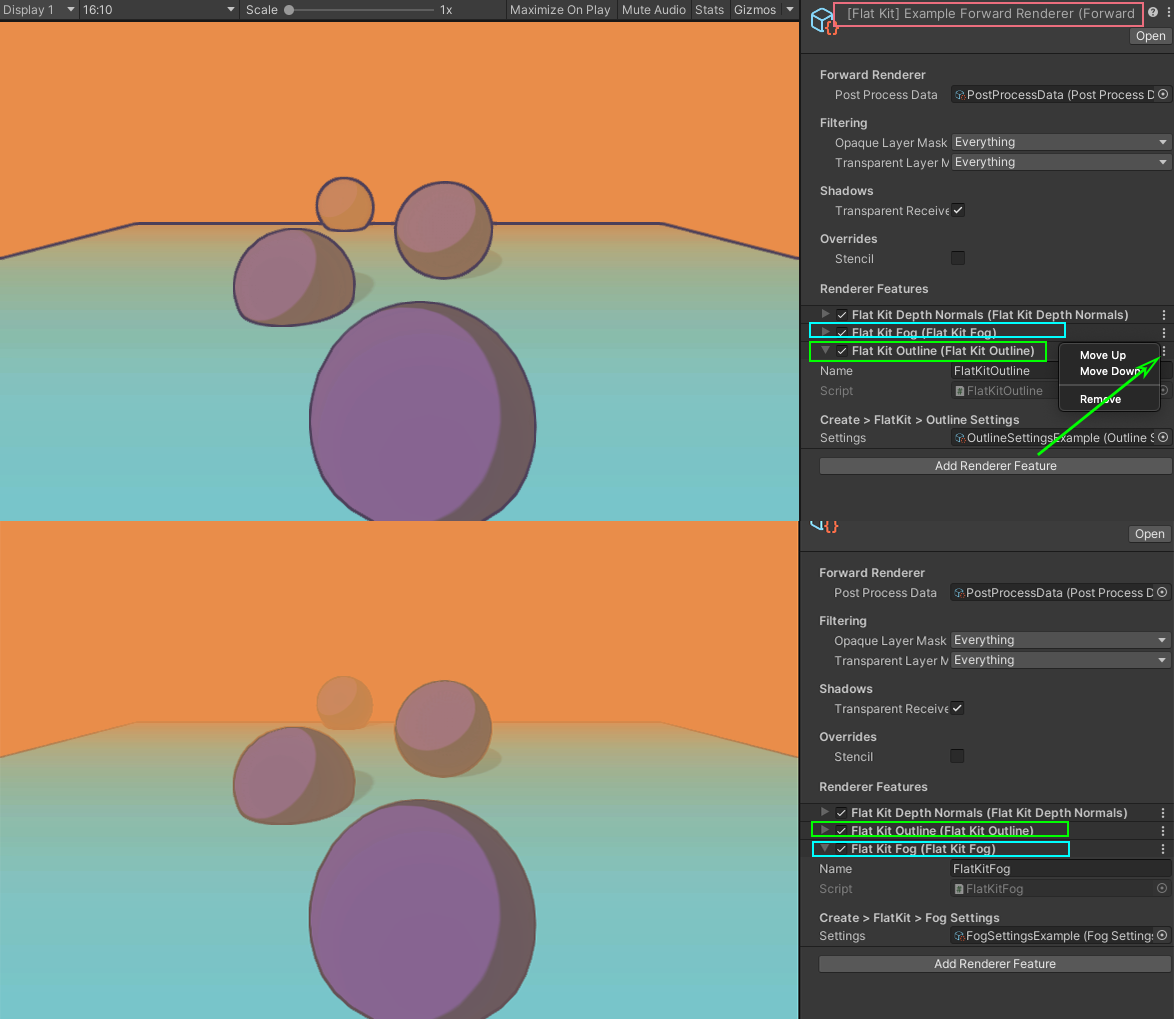 Display 1 16:10 Scale 1x Maximize On Play Mute Audio Stats Gizmos
[Flat Kit] Example Forward Renderer (Forward
Open
Forward Renderer
Post Process Data PostProcessData (Post Process D
Filtering
Opaque Layer Mask Everything
Transparent Layer M Everything
Shadows
Transparent Receive
Overrides
Stencil
Renderer Features
Flat Kit Depth Normals (Flat Kit Depth Normals)
Flat Kit Fog (Flat Kit Fog)
Flat Kit Outline (Flat Kit Outline)
Move Up
Move Down
Remove
Name FlatKitOutline
Script FlatKitOutline
Create > FlatKit > Outline Settings
Settings OutlineSettingsExample (Outline S
Add Renderer Feature
Open
Forward Renderer
Post Process Data PostProcessData (Post Process D
Filtering
Opaque Layer Mask Everything
Transparent Layer M Everything
Shadows
Transparent Receive
Overrides
Stencil
Renderer Features
Flat Kit Depth Normals (Flat Kit Depth Normals)
Flat Kit Outline (Flat Kit Outline)
Flat Kit Fog (Flat Kit Fog)
Name FlatKitFog
Script FlatKitFog
Create > FlatKit > Fog Settings
Settings FogSettingsExample (Fog Settings
Add Renderer Feature